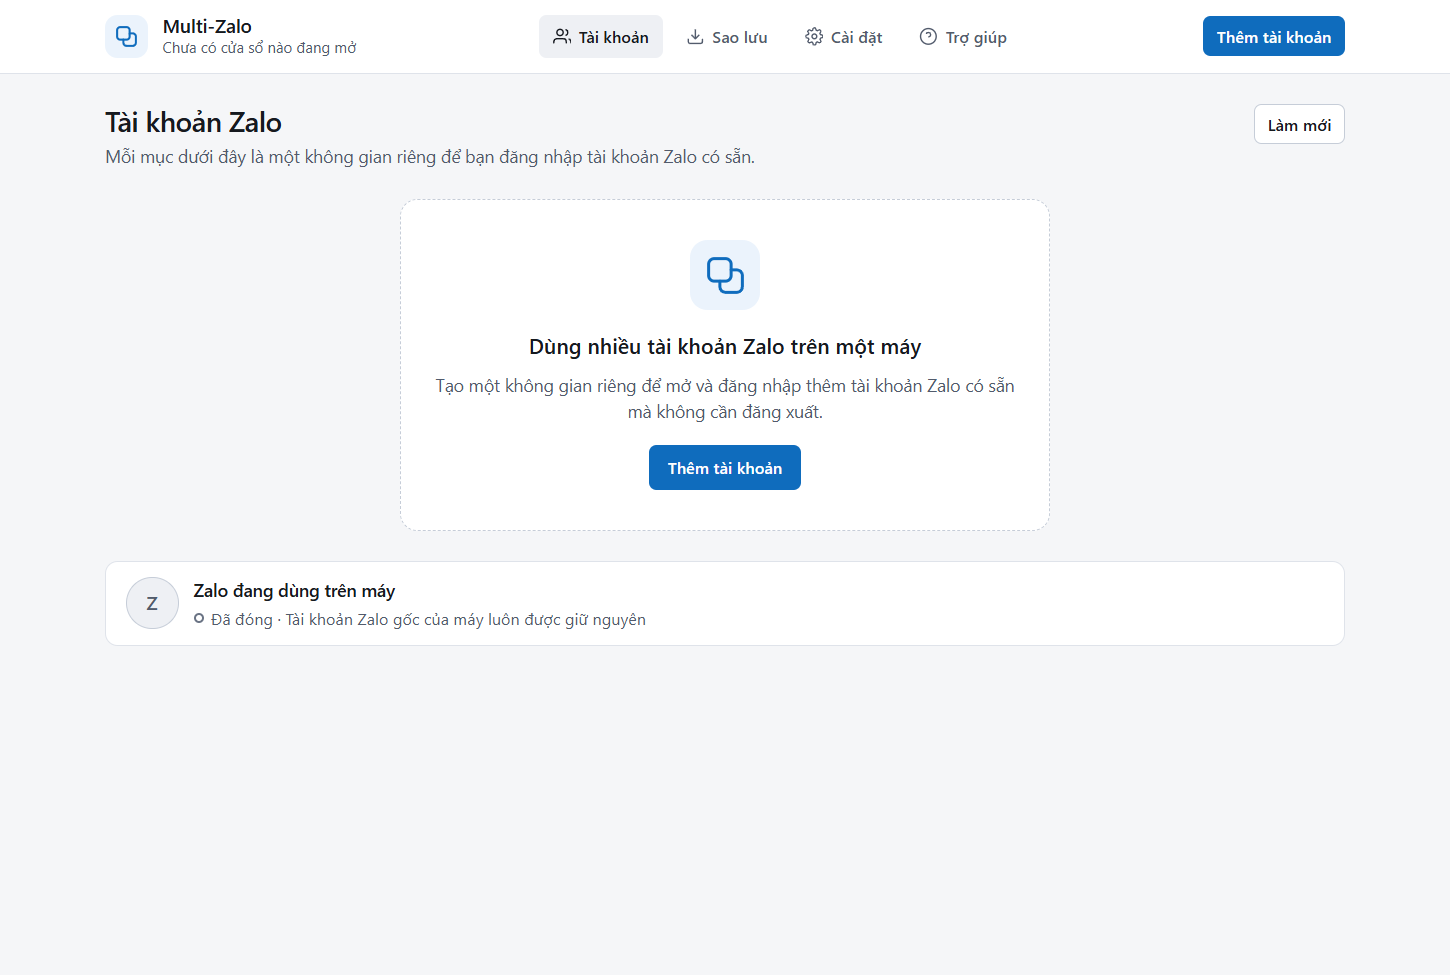 Multi-Zalo
Chưa có cửa sổ nào đang mở
Tài khoản
Sao lưu
Cài đặt
Trợ giúp
Thêm tài khoản
Tài khoản Zalo
Làm mới
Mỗi mục dưới đây là một không gian riêng để bạn đăng nhập tài khoản Zalo có sẵn.
Dùng nhiều tài khoản Zalo trên một máy
Tạo một không gian riêng để mở và đăng nhập thêm tài khoản Zalo có sẵn
mà không cần đăng xuất.
Thêm tài khoản
Z
Zalo đang dùng trên máy
Đã đóng · Tài khoản Zalo gốc của máy luôn được giữ nguyên